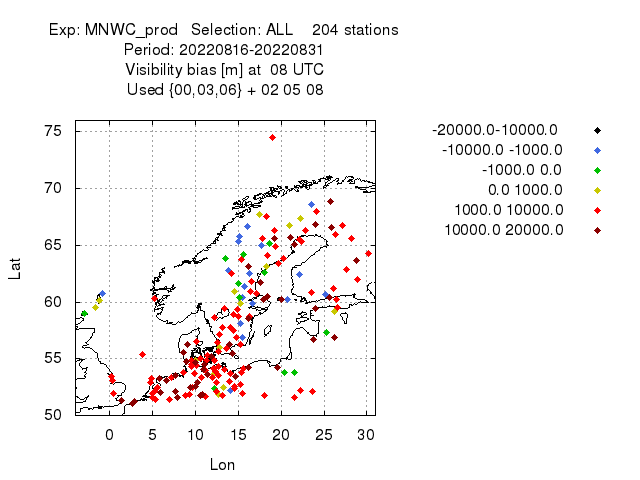 Exp: MNWC_prod Selection: ALL 204 stations
Period: 20220816-20220831
Visibility bias [m] at 08 UTC
Used {00,03,06} + 02 05 08
-20000.0-10000.0
-10000.0 -1000.0
-1000.0 0.0
0.0 1000.0
1000.0 10000.0
10000.0 20000.0
75
70
65
60
55
50
Lat
0 5 10 15 20 25 30
Lon